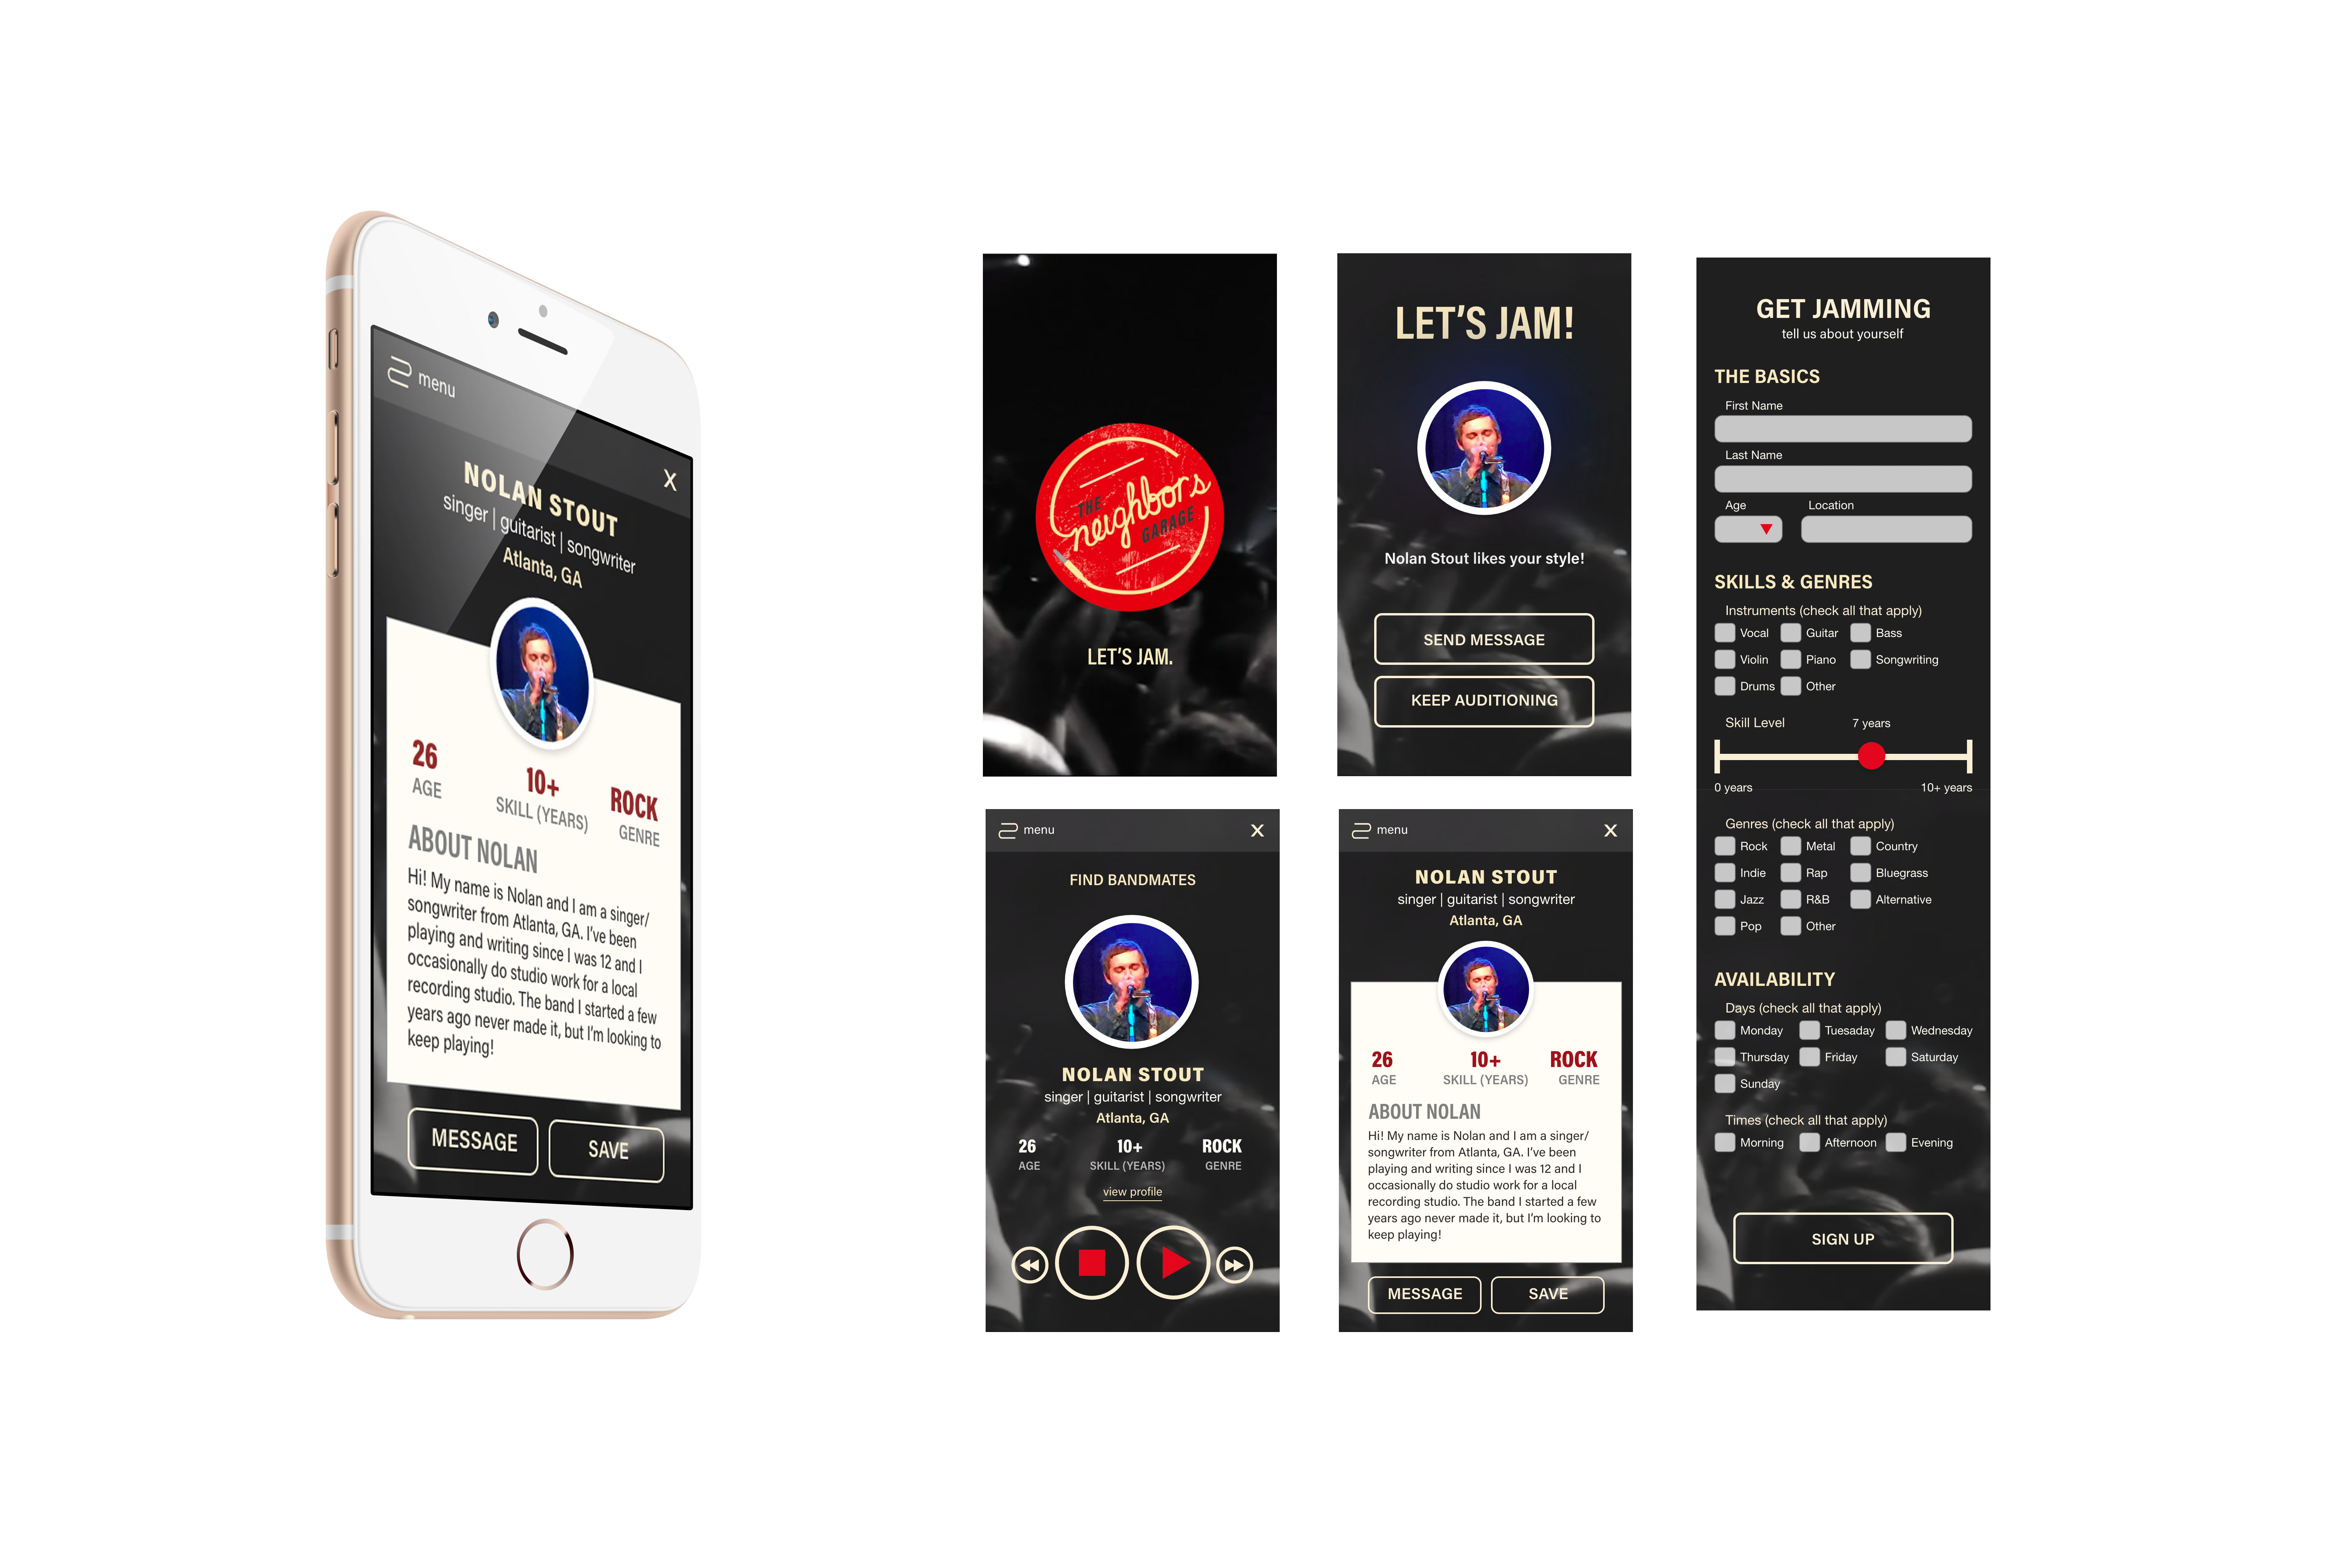 menu
X
NOLAN STOUT
singer | guitarist | songwriter
Atlanta, GA
26
AGE
10+
SKILL (YEARS)
ROCK
GENRE
ABOUT NOLAN
Hi! My name is Nolan and I am a singer/
songwriter from Atlanta, GA. I've been
playing and writing since I was 12 and I
occasionally do studio work for a local
recording studio. The band I started a few
years ago never made it, but I'm looking to
keep playing!
MESSAGE
SAVE
THE
neighbors
GARAGE
LET'S JAM.
LET'S JAM!
Nolan Stout likes your style!
SEND MESSAGE
KEEP AUDITIONING
menu
X
FIND BANDMATES
NOLAN STOUT
singer | guitarist | songwriter
Atlanta, GA
26 10+ ROCK
AGE SKILL (YEARS) GENRE
view profile
menu
X
NOLAN STOUT
singer | guitarist | songwriter
Atlanta, GA
26 10+ ROCK
AGE SKILL (YEARS) GENRE
ABOUT NOLAN
Hi! My name is Nolan and I am a singer/
songwriter from Atlanta, GA. I've been
playing and writing since I was 12 and I
occasionally do studio work for a local
recording studio. The band I started a few
years ago never made it, but I'm looking to
keep playing!
MESSAGE SAVE
GET JAMMING
tell us about yourself
THE BASICS
First Name
Last Name
Age Location
SKILLS & GENRES
Instruments (check all that apply)
Vocal Guitar Bass
Violin Piano Songwriting
Drums Other
Skill Level 7 years
0 years 10+ years
Genres (check all that apply)
Rock Metal Country
Indie Rap Bluegrass
Jazz R&B Alternative
Pop Other
AVAILABILITY
Days (check all that apply)
Monday Tuesaday Wednesday
Thursday Friday Saturday
Sunday
Times (check all that apply)
Morning Afternoon Evening
SIGN UP